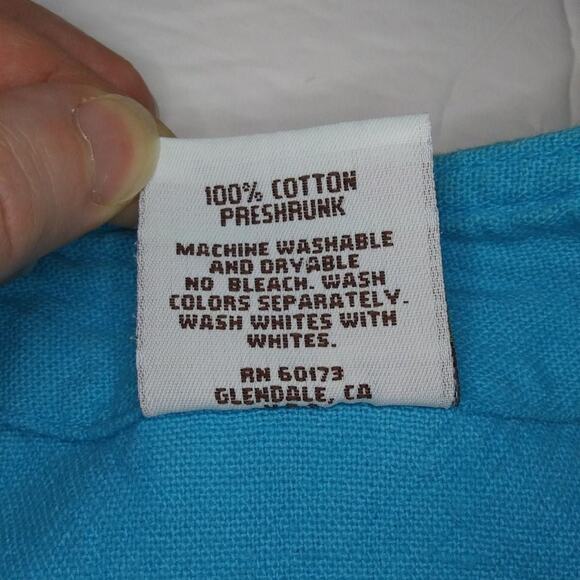 100% COTTON
PRESHRUNK
MACHINE WASHABLE
AND DRYABLE
NO BLEACH. WASH
COLORS SEPARATELY.
WASH WHITES WITH
WHITES.
RN 60173
GLENDALE, CA